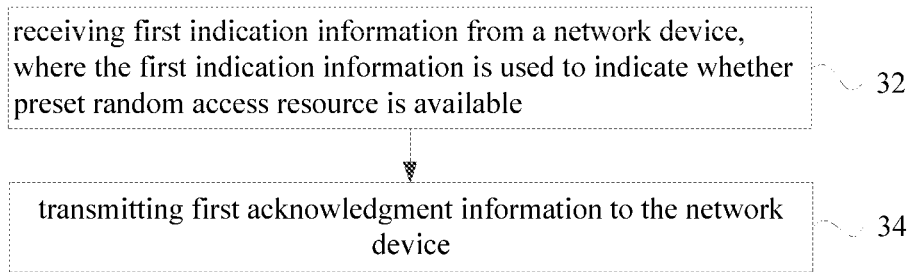 receiving first indication information from a network device,
where the first indication information is used to indicate whether
preset random access resource is available
32
transmitting first acknowledgment information to the network
device
34